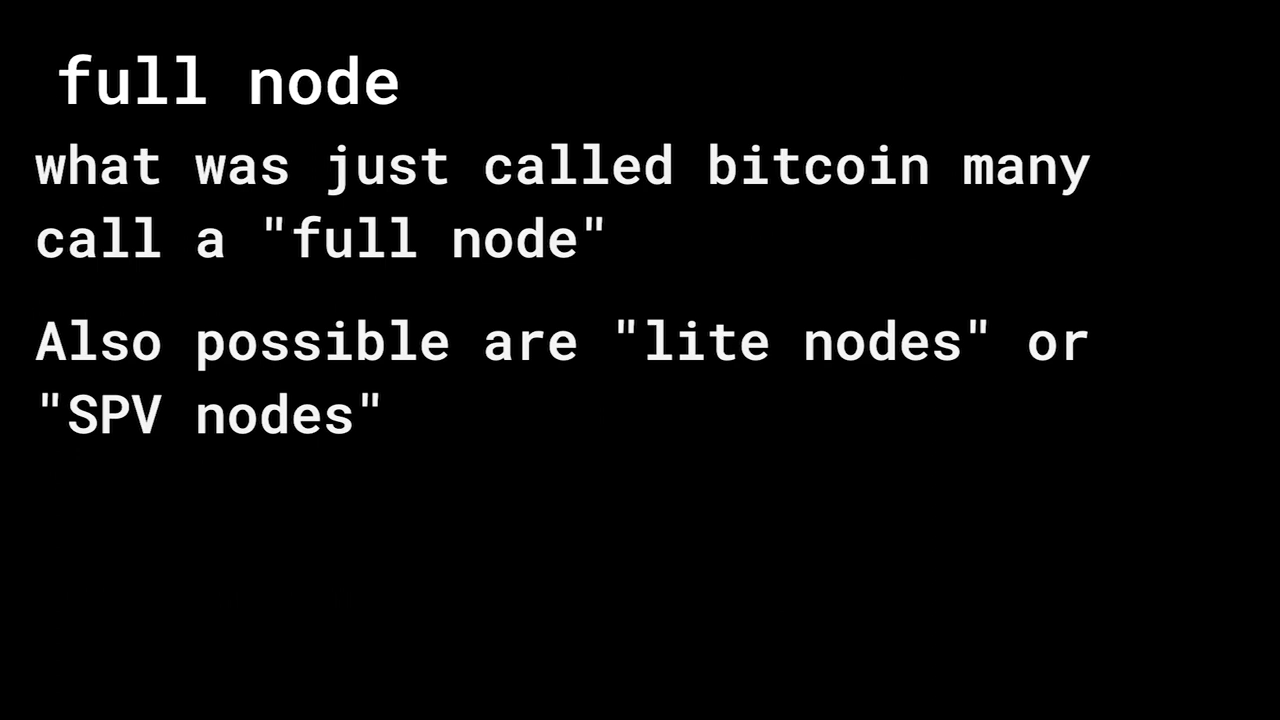 full node
what was just called bitcoin many
call a "full node"
Also possible are "lite nodes" or
"SPV nodes"